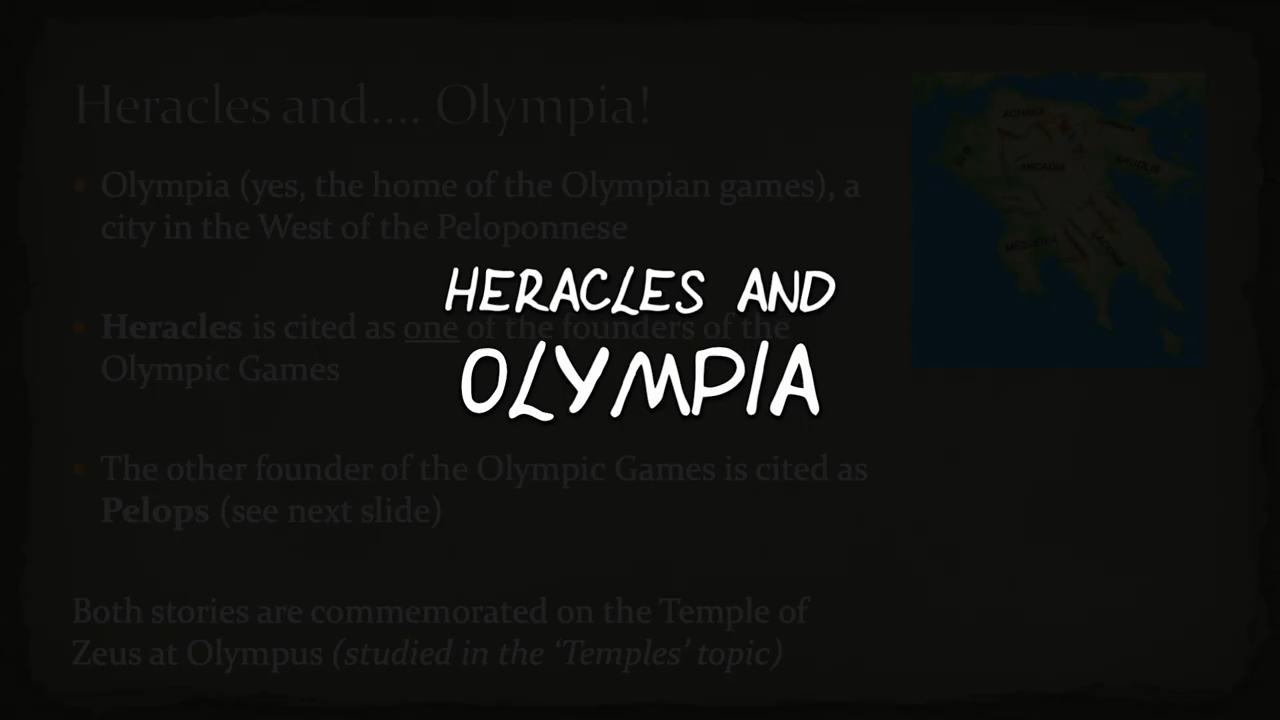 Heracles and.... Olympia!
• Olympia (yes, the home of the Olympian games), a
city in the West of the Peloponnese
HERACLES AND
OLYMPIA
• Heracles is cited as one of the founders of the
Olympic Games
• The other founder of the Olympic Games is cited as
Pelops (see next slide)
Both stories are commemorated on the Temple of
Zeus at Olympus (studied in the ‘Temples’ topic)
ACHAEA
ARCADIA
MESSENIA